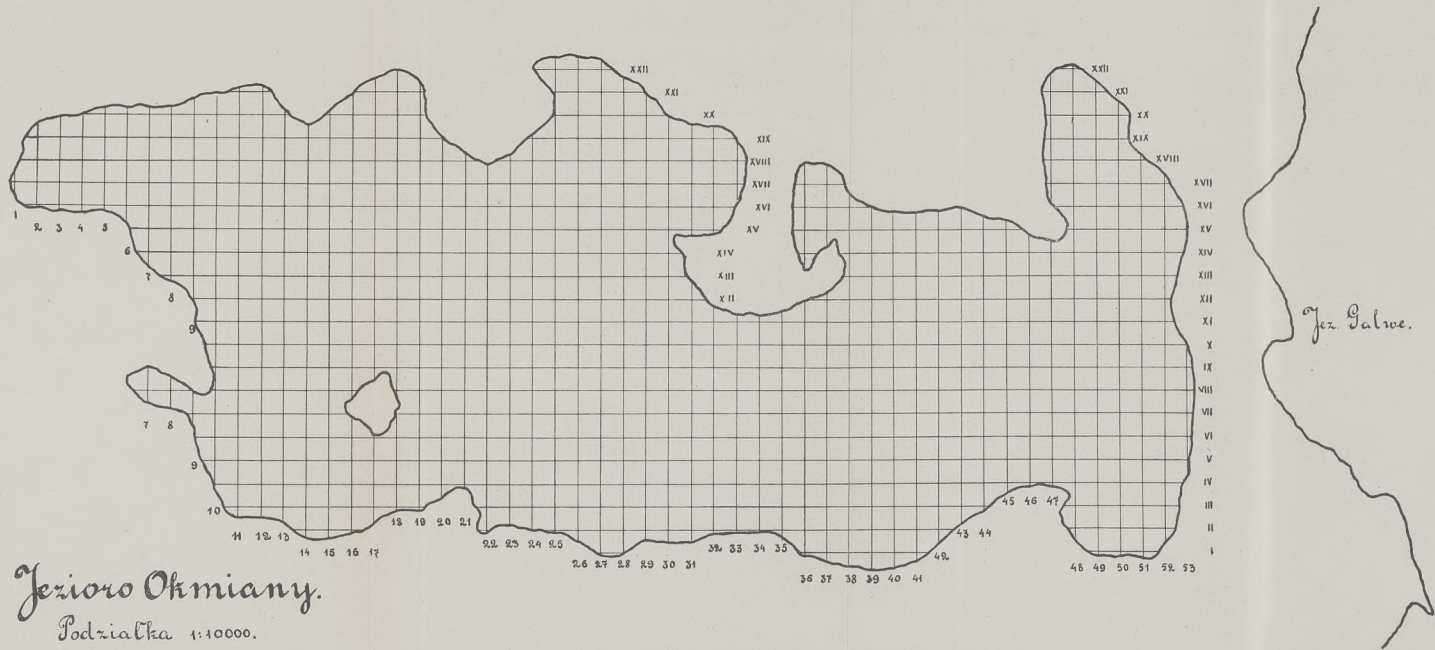 XXII XXII
XXI XXI
XX XX
XIX XIX
XVIII XVIII
XVII XVII
XVI XVI
1 2 3 4 5 XV XV
6 XIV XIV
7 XIII XIII
8 XII XII
9 XI Jez. Galwe.
X
IX
VIII
7 8 VII
VI
9 V
IV
10 18 19 20 21 45 46 47 III
11 12 13 22 23 24 25 32 33 34 35 43 44 II
14 15 16 17 26 27 28 29 30 31 42 I
36 37 38 39 40 41 48 49 50 51 52 53
Jezioro Okmiany.
Podziałka 1:10000.